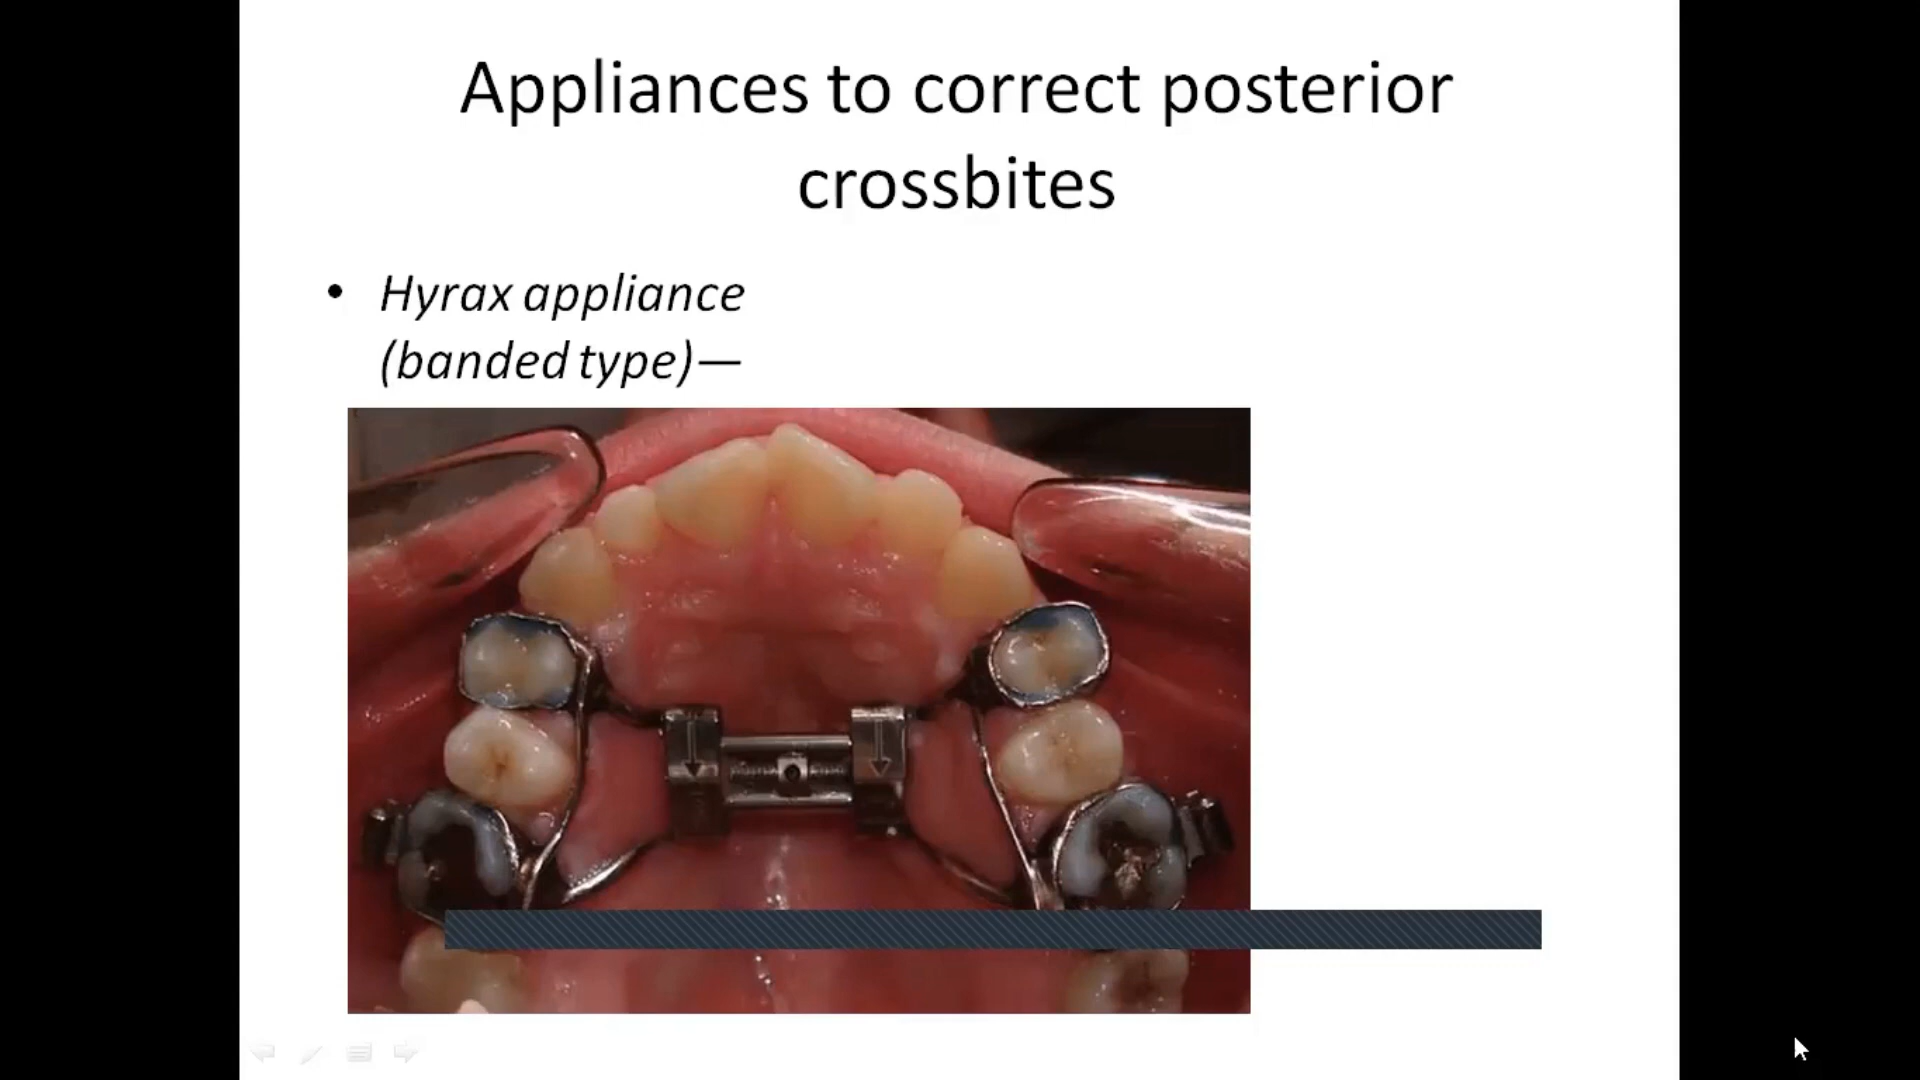 Appliances to correct posterior
crossbites
• Hyrax appliance
(banded type)—